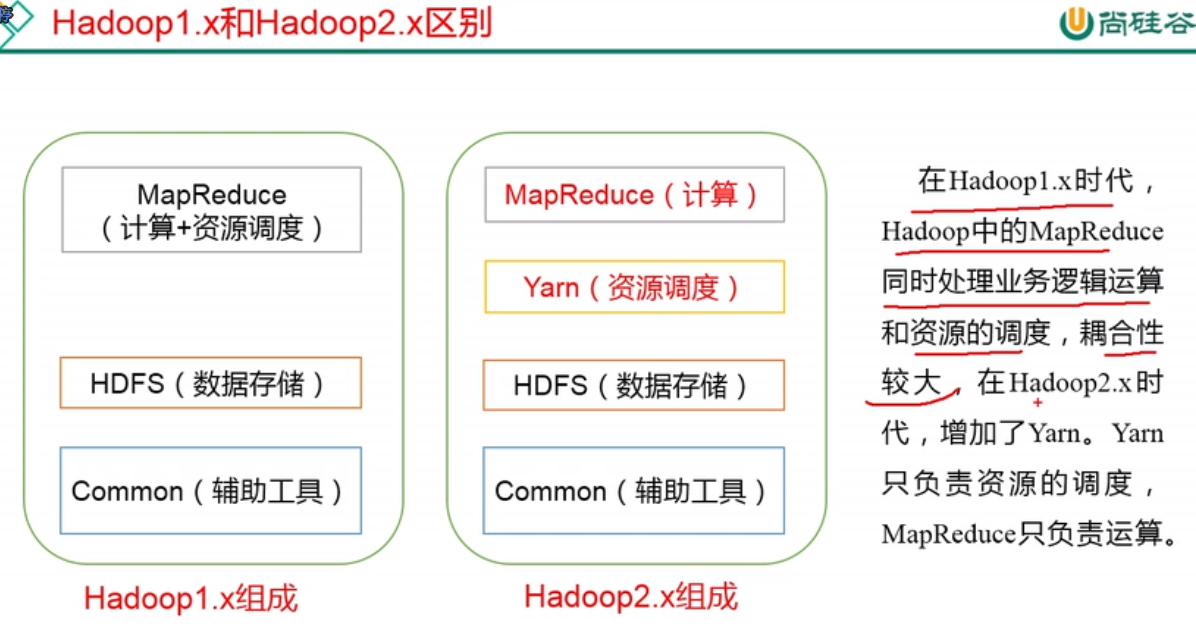 Hadoop1.x和Hadoop2.x区别
尚硅谷
MapReduce
（计算+资源调度）
HDFS（数据存储）
Common（辅助工具）
Hadoop1.x组成
MapReduce（计算）
Yarn（资源调度）
HDFS（数据存储）
Common（辅助工具）
Hadoop2.x组成
在Hadoop1.x时代，
Hadoop中的MapReduce
同时处理业务逻辑运算
和资源的调度，耦合性
较大，在Hadoop2.x时
代，增加了Yarn。Yarn
只负责资源的调度，
MapReduce只负责运算。